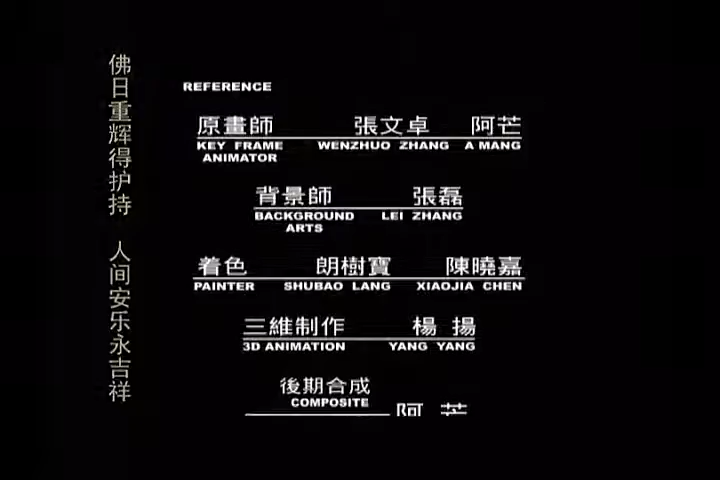 佛日重辉得护持 人间安乐永吉祥
REFERENCE
原畫師 張文卓 阿芒
KEY FRAME ANIMATOR WENZHUO ZHANG A MANG
背景師 張磊
BACKGROUND ARTS LEI ZHANG
着色 朗樹寶 陳曉嘉
PAINTER SHUBAO LANG XIAOJIA CHEN
三維制作 楊 揚
3D ANIMATION YANG YANG
後期合成 阿 芒
COMPOSITE